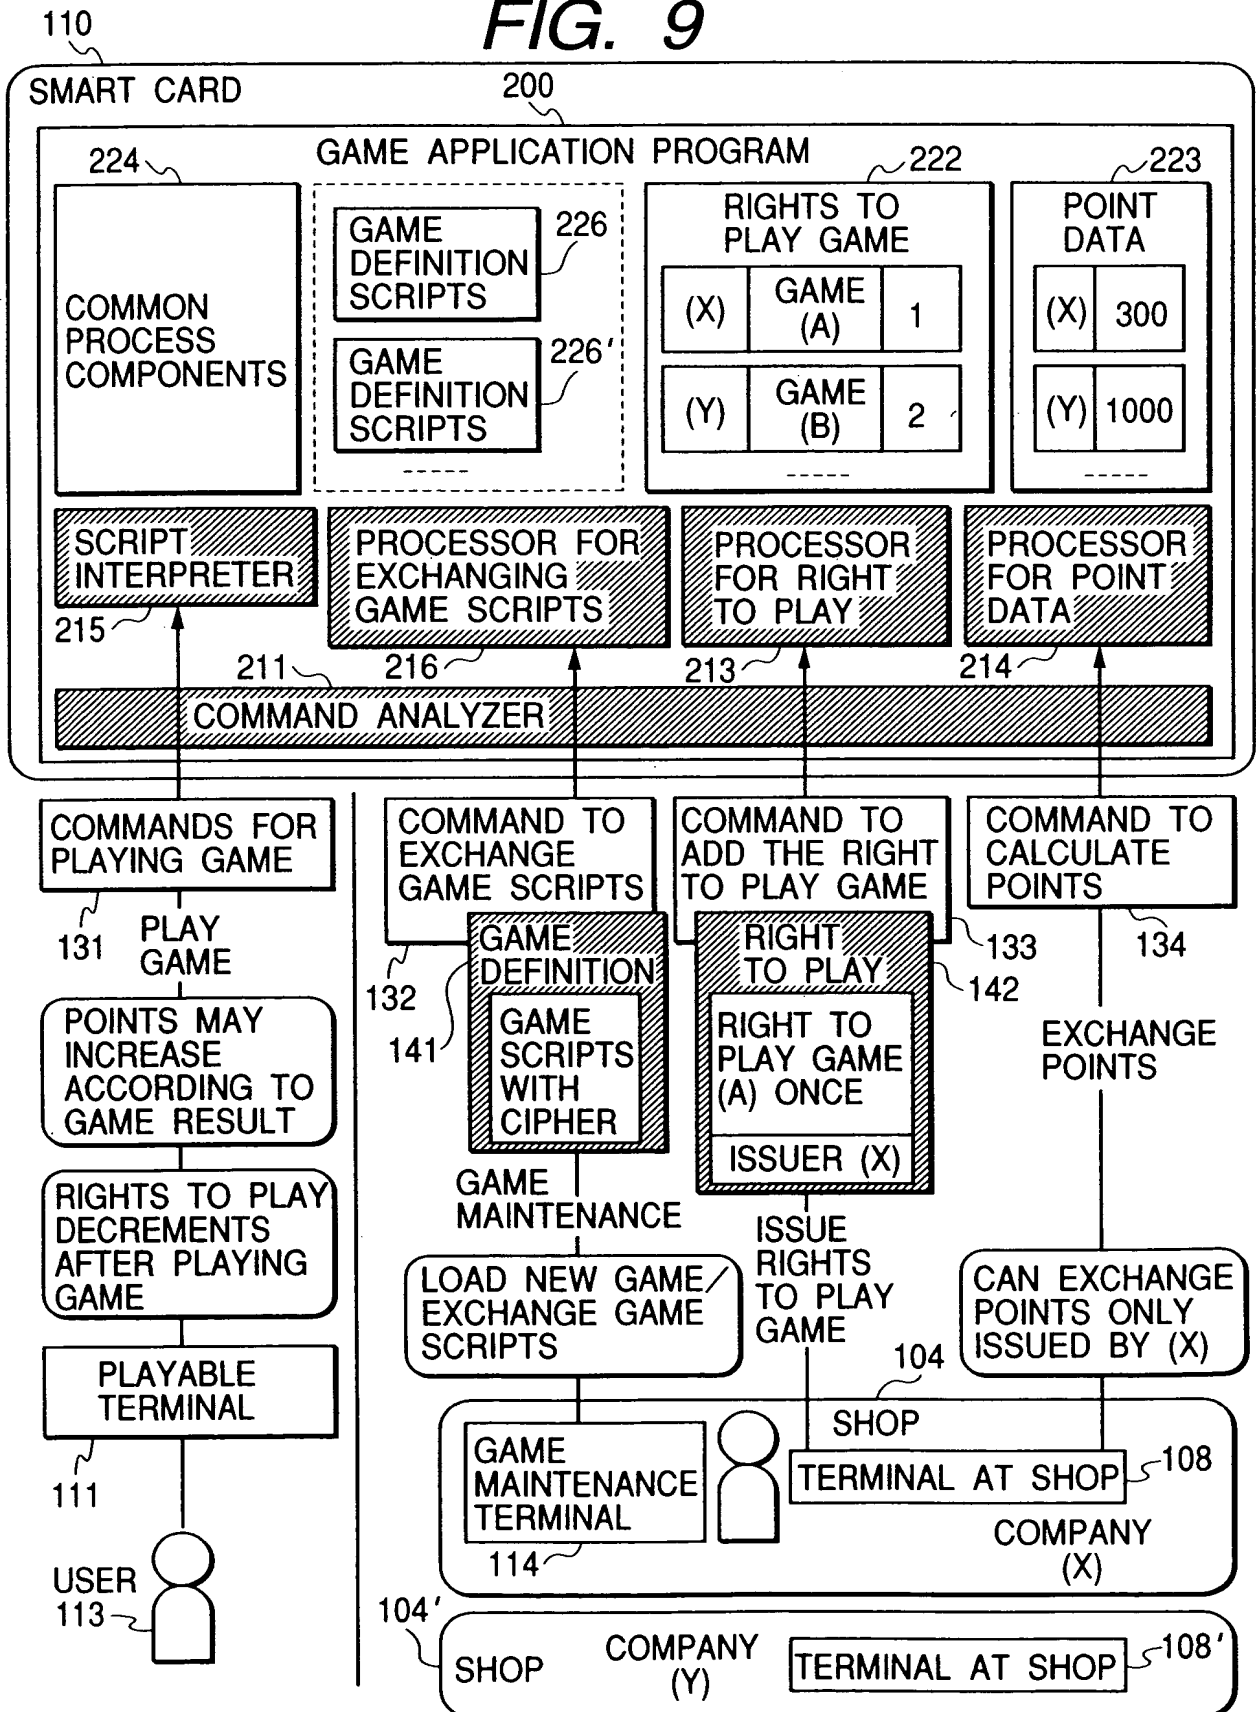 FIG. 9
110
SMART CARD
200
GAME APPLICATION PROGRAM
224
COMMON
PROCESS
COMPONENTS
GAME
DEFINITION
SCRIPTS
226
GAME
DEFINITION
SCRIPTS
226'
-----
222
RIGHTS TO
PLAY GAME
(X) GAME (A) 1
(Y) GAME (B) 2
-----
223
POINT
DATA
(X) 300
(Y) 1000
-----
SCRIPT
INTERPRETER
215
PROCESSOR FOR
EXCHANGING
GAME SCRIPTS
216
PROCESSOR
FOR RIGHT
TO PLAY
213
PROCESSOR
FOR POINT
DATA
214
211
COMMAND ANALYZER
COMMANDS FOR
PLAYING GAME
131
PLAY
GAME
POINTS MAY
INCREASE
ACCORDING TO
GAME RESULT
RIGHTS TO PLAY
DECREMENTS
AFTER PLAYING
GAME
PLAYABLE
TERMINAL
111
USER
113
COMMAND TO
EXCHANGE
GAME SCRIPTS
132
GAME
DEFINITION
141
GAME
SCRIPTS
WITH
CIPHER
GAME
MAINTENANCE
LOAD NEW GAME/
EXCHANGE GAME
SCRIPTS
COMMAND TO
ADD THE RIGHT
TO PLAY GAME
133
RIGHT
TO PLAY
142
RIGHT TO
PLAY GAME
(A) ONCE
ISSUER (X)
ISSUE
RIGHTS
TO PLAY
GAME
COMMAND TO
CALCULATE
POINTS
134
EXCHANGE
POINTS
CAN EXCHANGE
POINTS ONLY
ISSUED BY (X)
104
SHOP
GAME
MAINTENANCE
TERMINAL
114
TERMINAL AT SHOP
108
COMPANY
(X)
104'
SHOP
COMPANY
(Y)
TERMINAL AT SHOP
108'